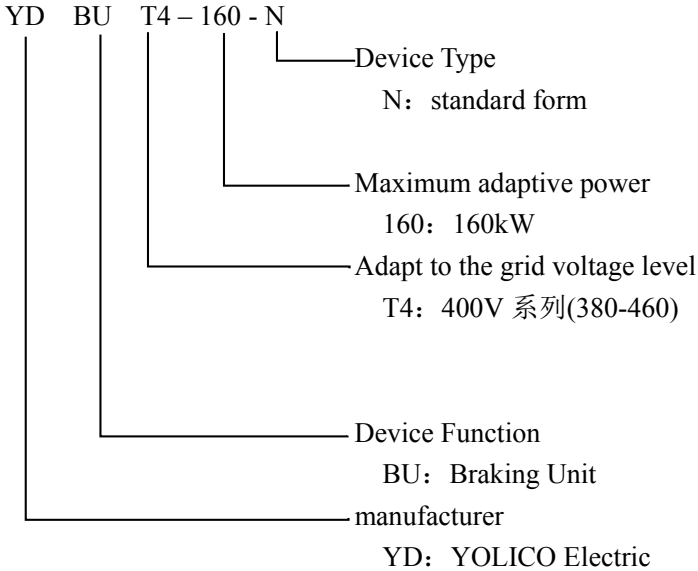 YD BU T4 – 160 - N
Device Type
N：standard form
Maximum adaptive power
160：160kW
Adapt to the grid voltage level
T4：400V 系列(380-460)
Device Function
BU：Braking Unit
manufacturer
YD：YOLICO Electric